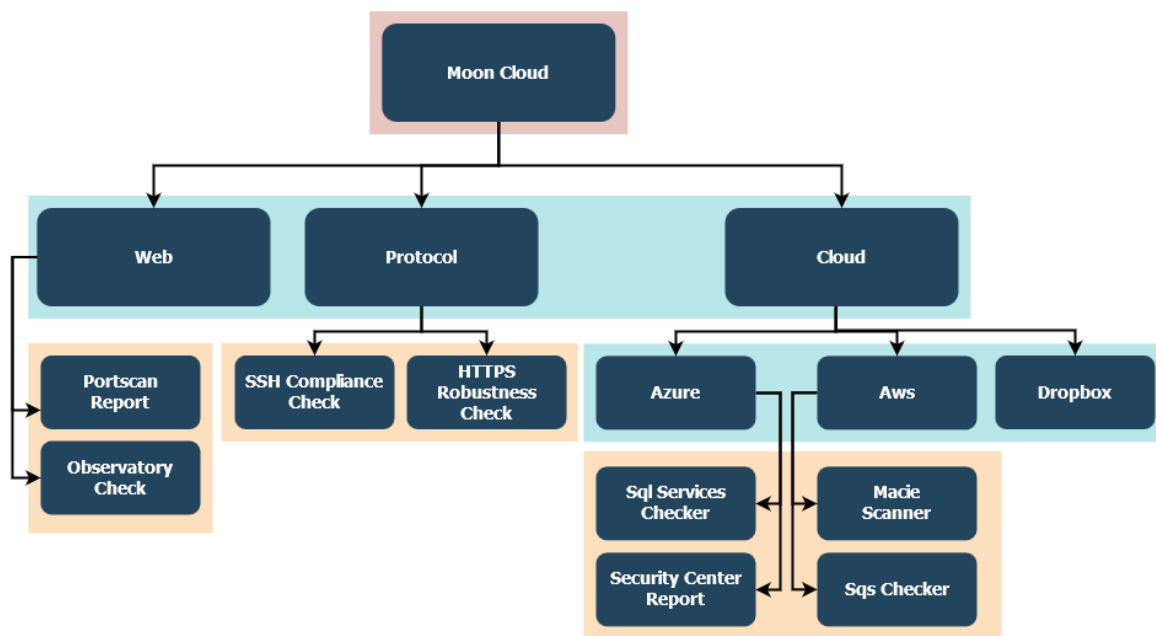 Moon Cloud
Web
Protocol
Cloud
Portscan
Report
SSH Compliance
Check
HTTPS
Robustness
Check
Azure
Aws
Dropbox
Observatory
Check
Sql Services
Checker
Macie
Scanner
Security Center
Report
Sqs Checker